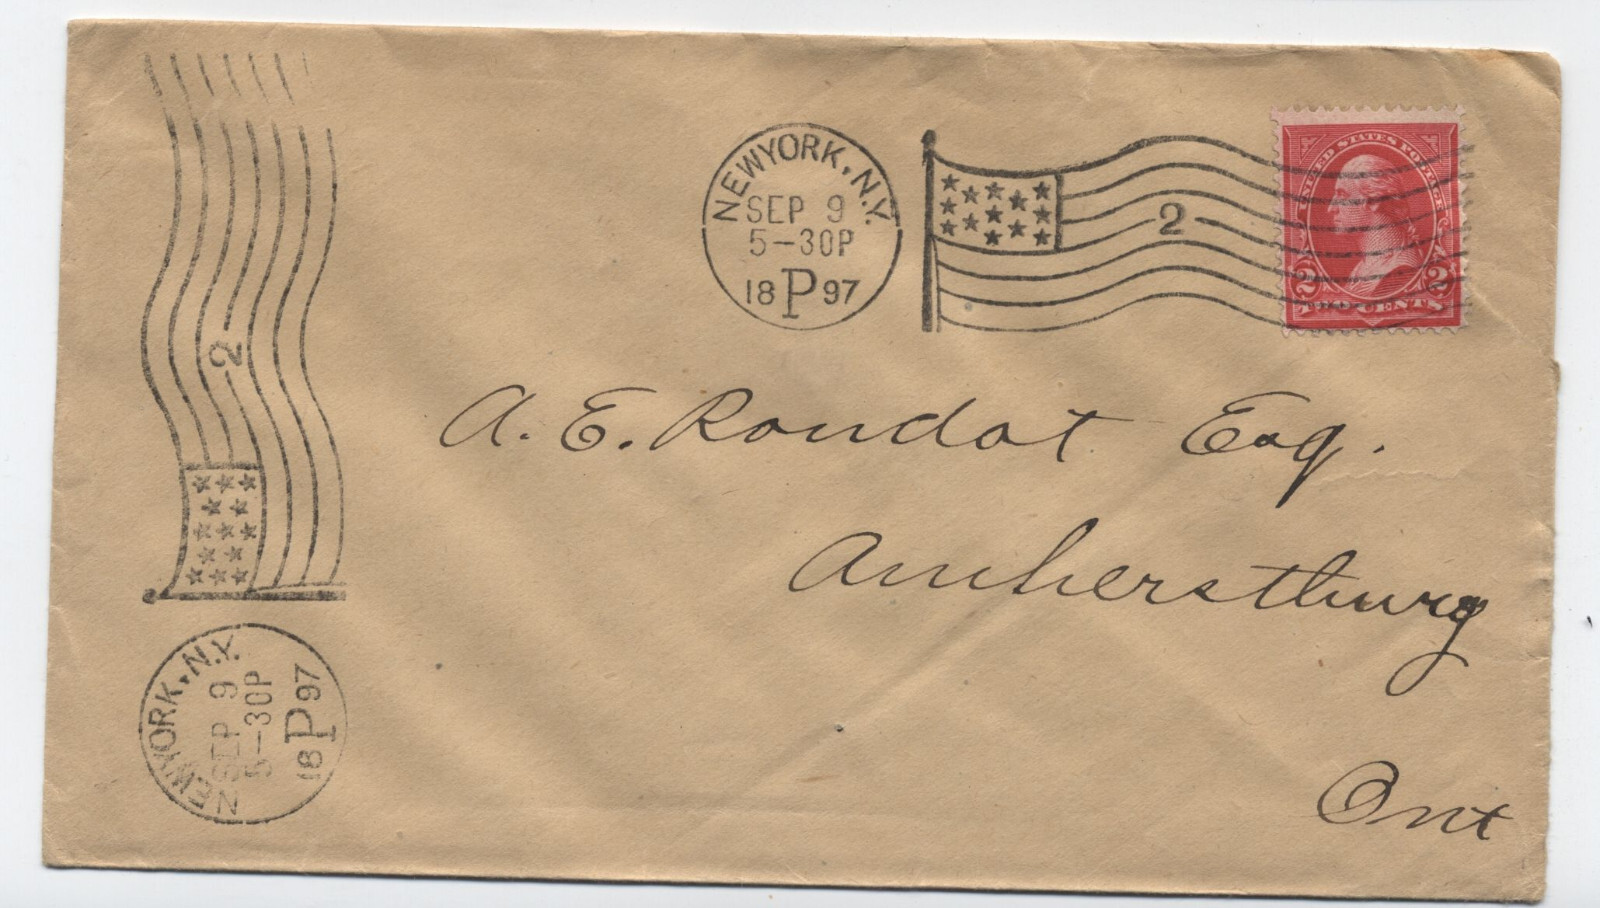 NEW YORK, N.Y.
SEP 9
5-30P
18 P 97
2
UNITED STATES POSTAGE
2 2
TWO CENTS
A. E. Rondot Esq.
Amherstburg
Ont
2
NEW YORK, N.Y.
SEP 9
5-30P
18 P 97